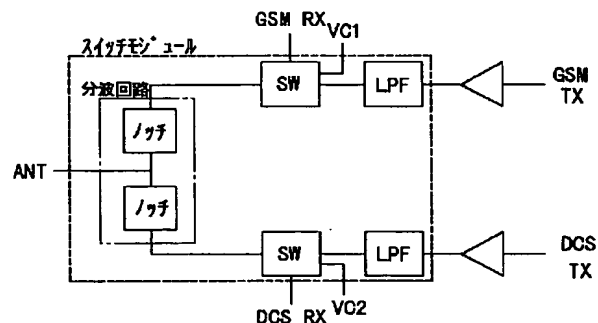 GSM RX
VC1
スイッチモジュール
分波回路
SW
LPF
GSM
TX
ノッチ
ANT
ノッチ
SW
LPF
DCS
TX
DCS RX
VC2